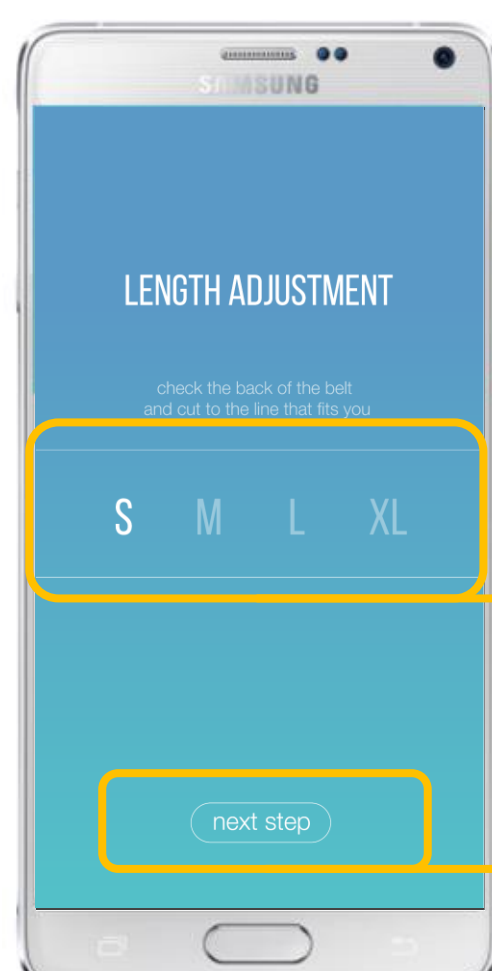 SAMSUNG
LENGTH ADJUSTMENT
check the back of the belt
and cut to the line that fits you
S M L XL
next step